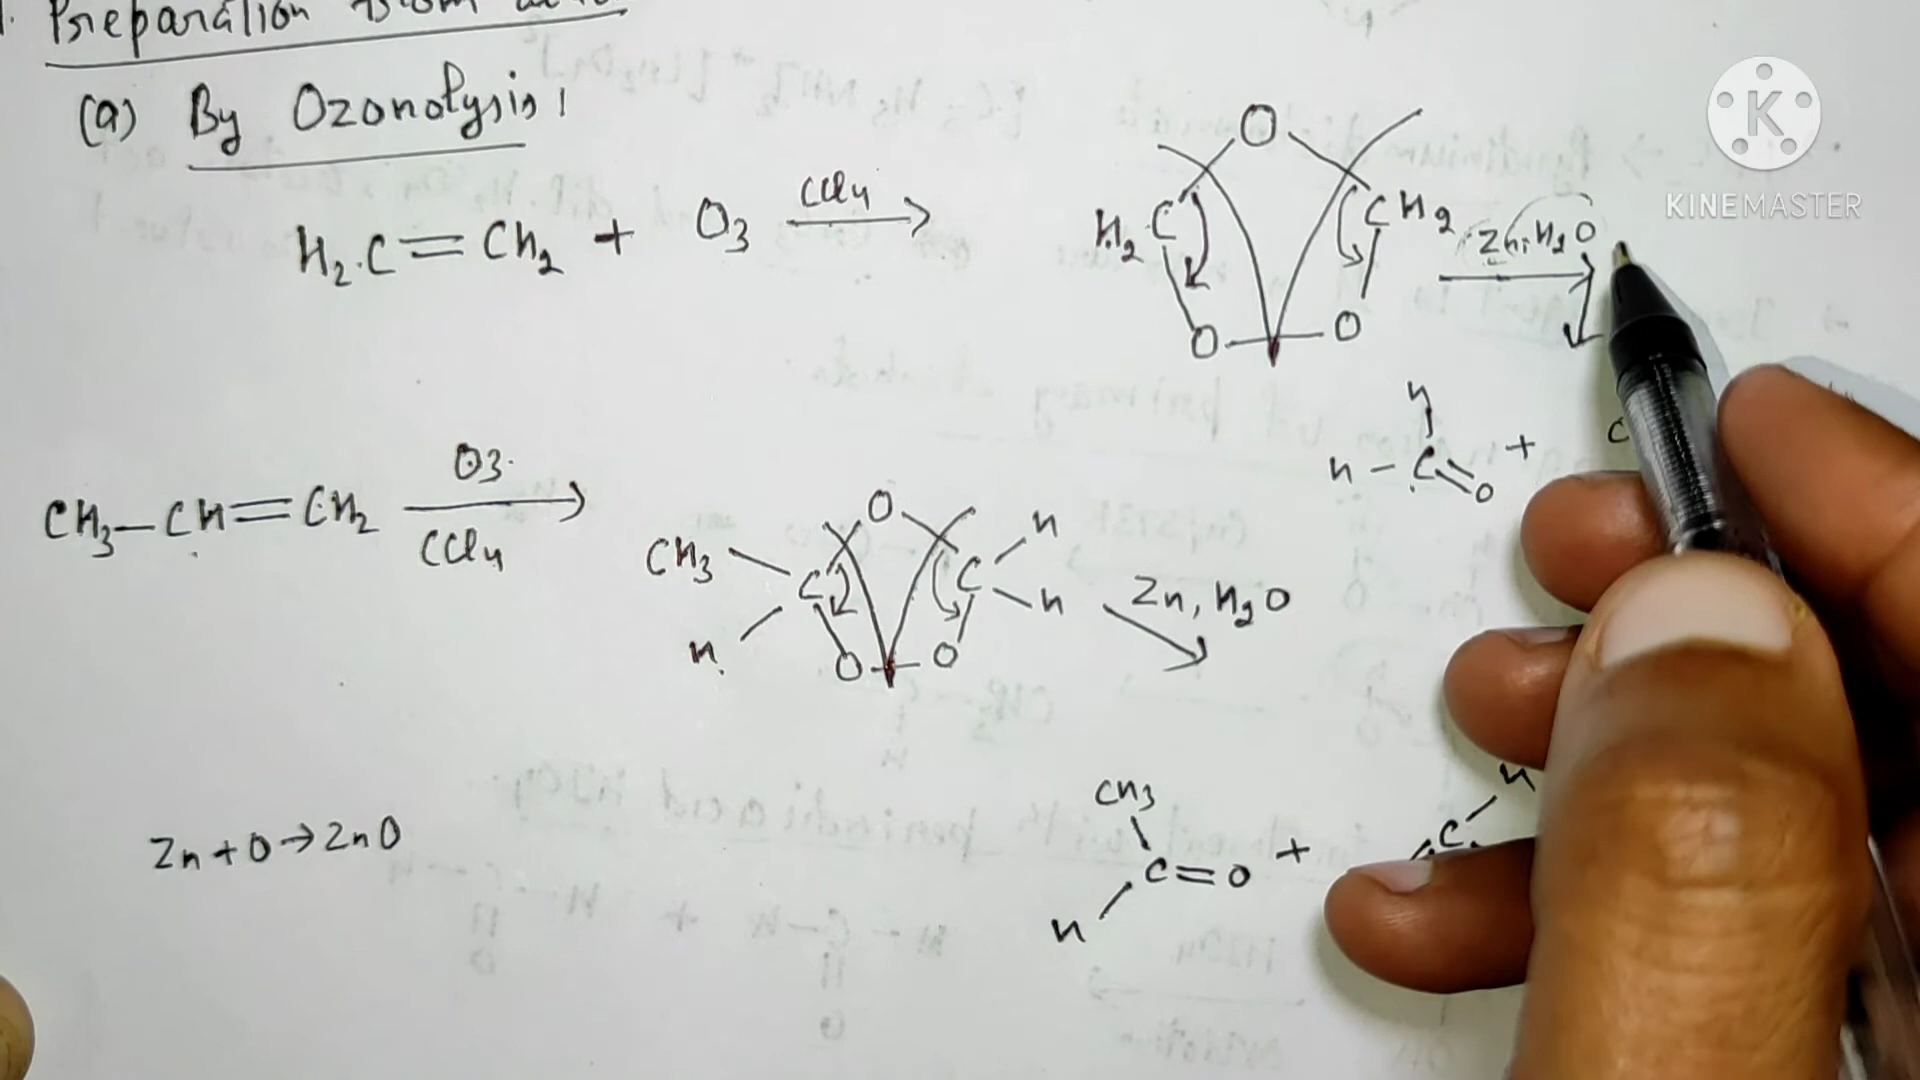 Preparation from
(a) By Ozonolysis!
H2C=CH2 + O3 CCl4
O
H2C CH2
O O
Zn, H2O
H
H-C=O +
C
CH3-CH=CH2 O3 CCl4
O
CH3 C C H
H H
O O
Zn, H2O
Zn+O→ZnO
CH3
C=O +
H
C H
K
KINEMASTER